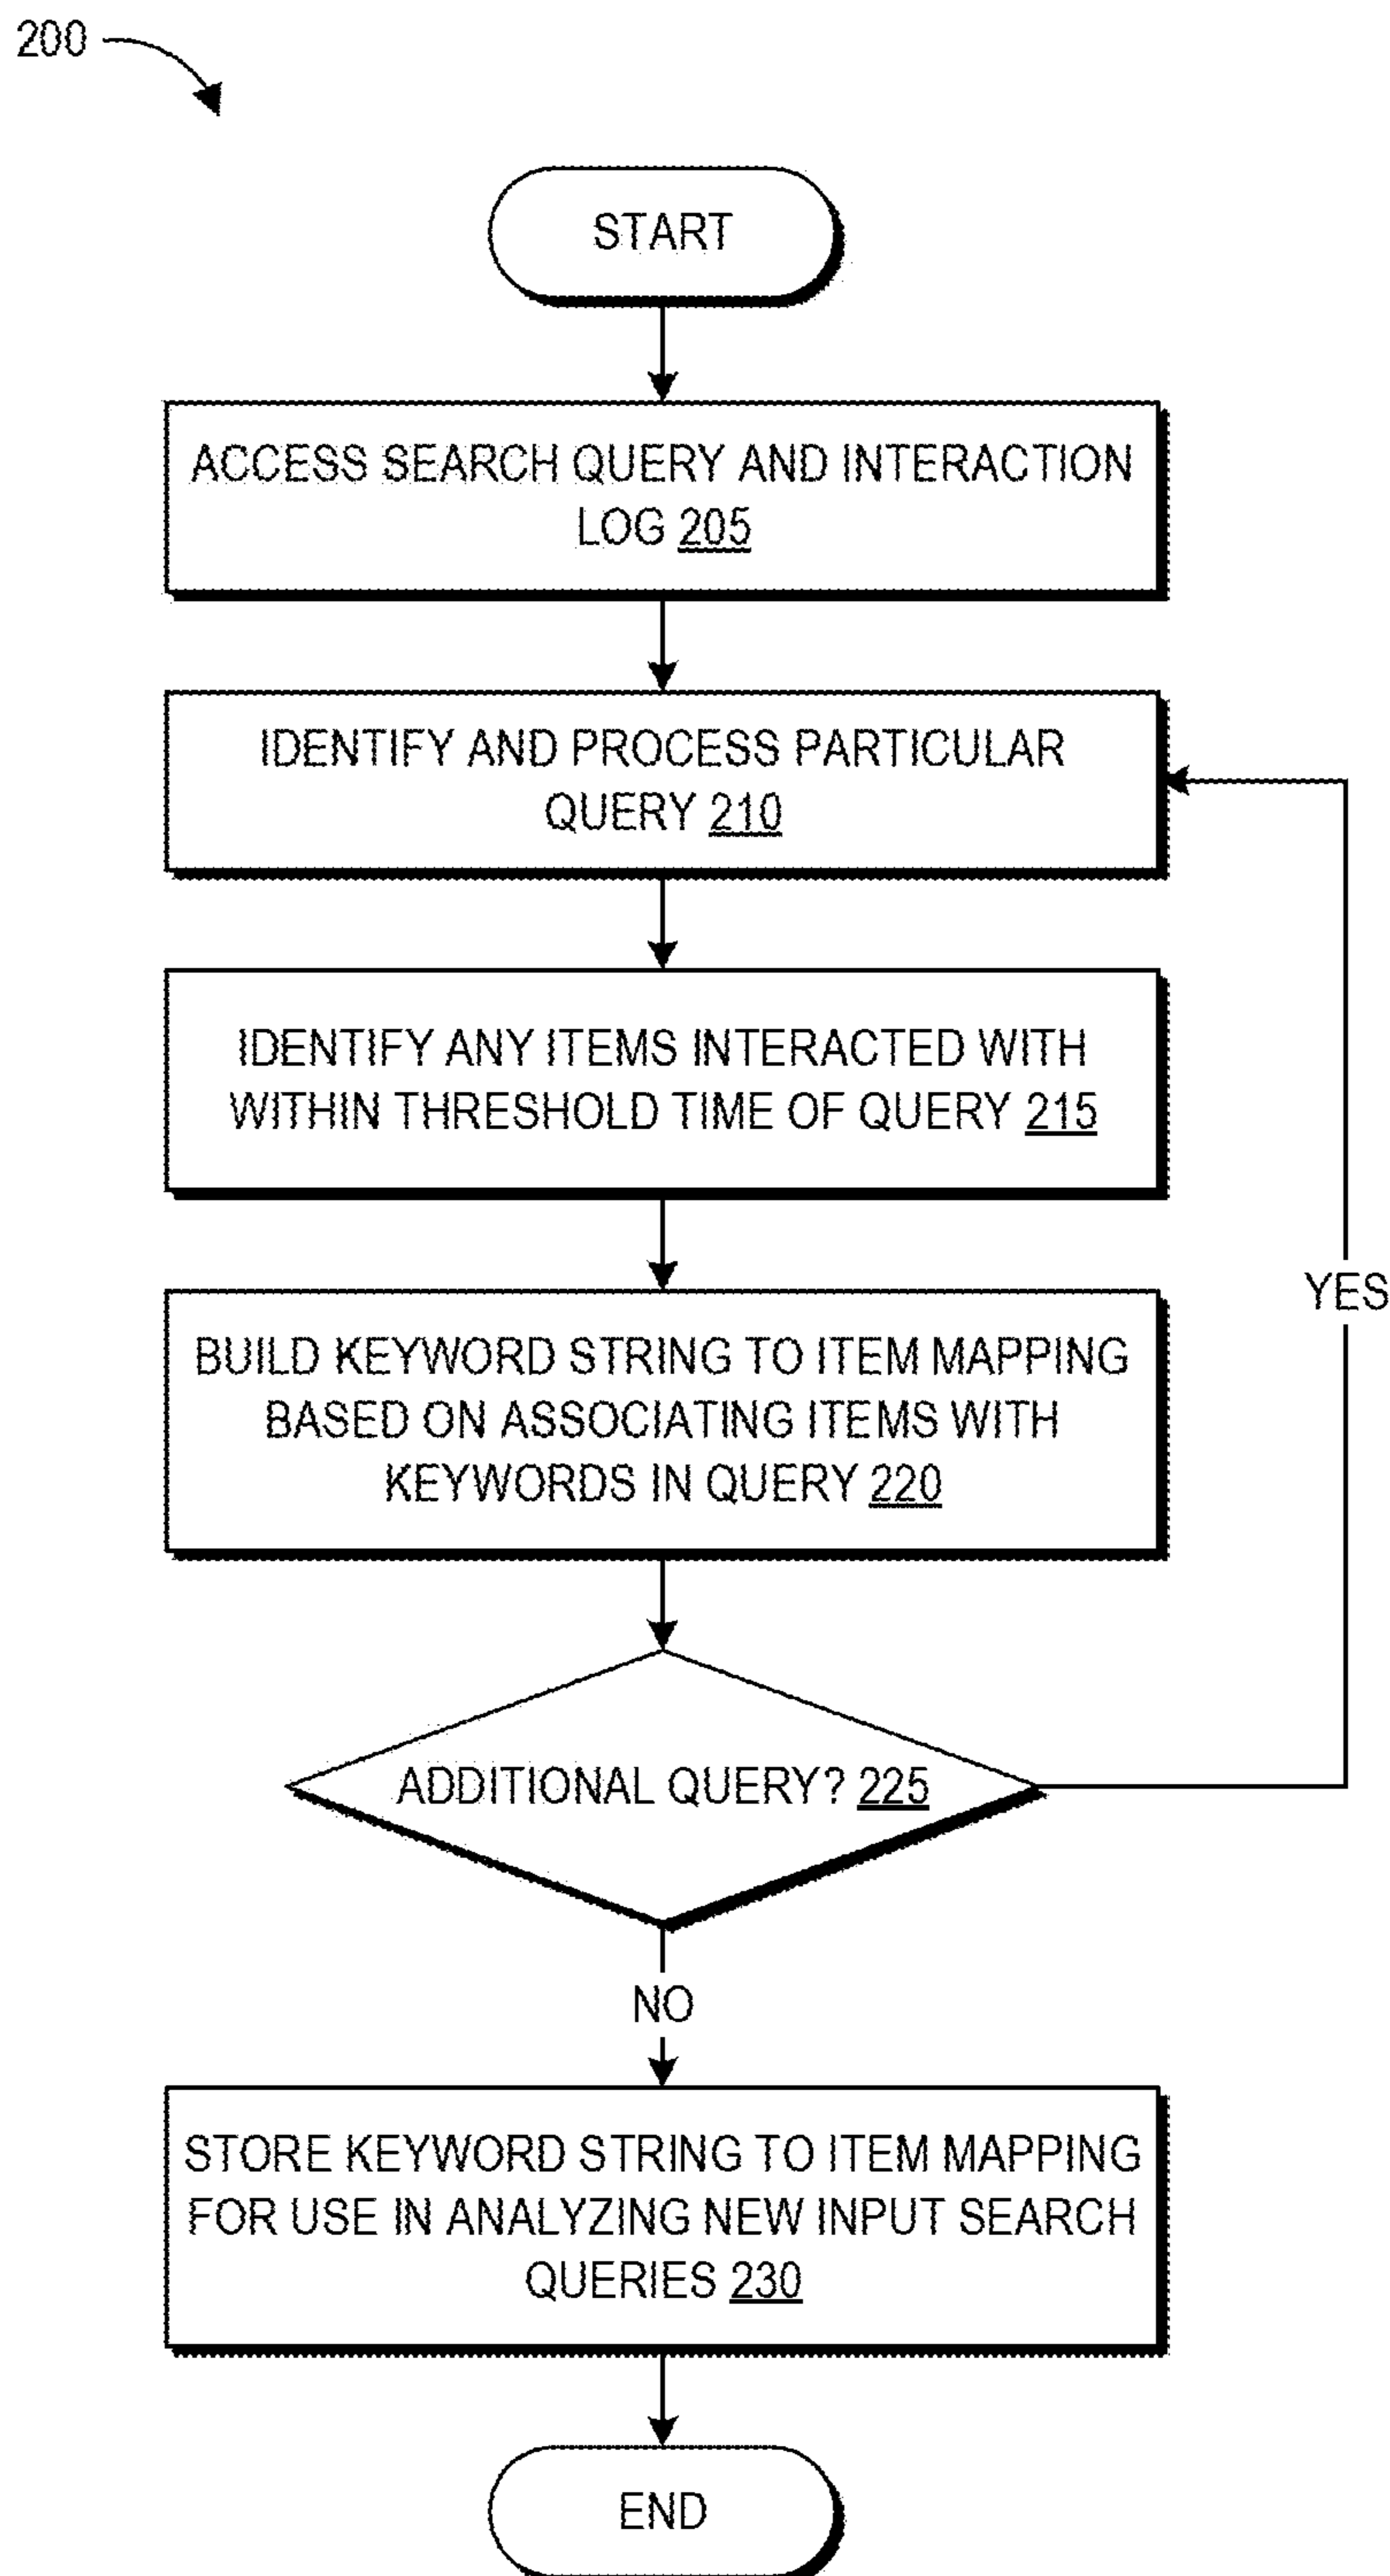 200
START
ACCESS SEARCH QUERY AND INTERACTION
LOG 205
IDENTIFY AND PROCESS PARTICULAR
QUERY 210
IDENTIFY ANY ITEMS INTERACTED WITH
WITHIN THRESHOLD TIME OF QUERY 215
BUILD KEYWORD STRING TO ITEM MAPPING
BASED ON ASSOCIATING ITEMS WITH
KEYWORDS IN QUERY 220
YES
ADDITIONAL QUERY? 225
NO
STORE KEYWORD STRING TO ITEM MAPPING
FOR USE IN ANALYZING NEW INPUT SEARCH
QUERIES 230
END